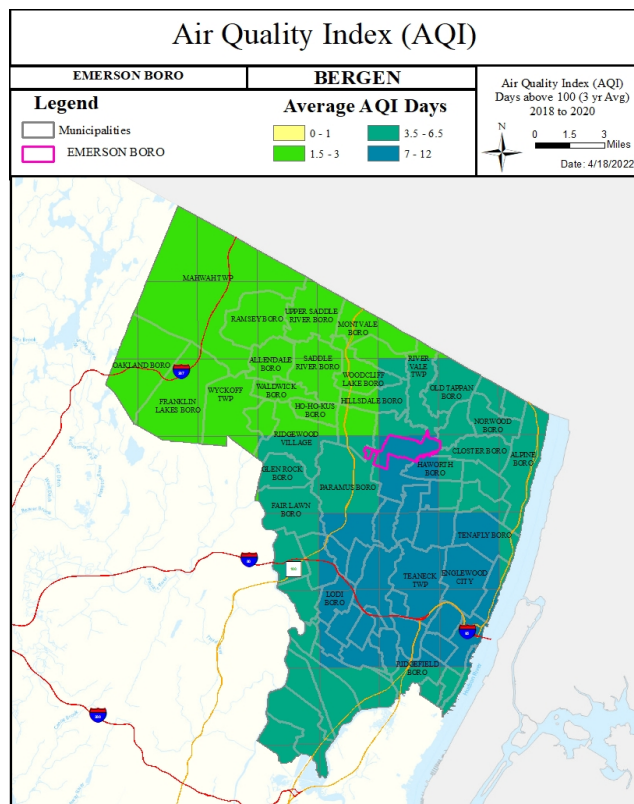 Air Quality Index (AQI)
EMERSON BORO
BERGEN
Legend
Municipalities
EMERSON BORO
Average AQI Days
0 - 1
1.5 - 3
3.5 - 6.5
7 - 12
Air Quality Index (AQI)
Days above 100 (3 yr Avg)
2018 to 2020
N
0 1.5 3
Miles
Date: 4/18/2022
MAHWAH TWP
RAMSEY BORO
UPPER SADDLE
RIVER BORO
MONTVALE
BORO
OAKLAND BORO
287
FRANKLIN
LAKES BORO
WYCKOFF
TWP
ALLENDALE
BORO
WALDWICK
BORO
SADDLE
RIVER BORO
HO-HO-KUS
BORO
WOODCLIFF
LAKE BORO
HILLSDALE BORO
RIVER
VALE
TWP
OLD TAPPAN
BORO
NORWOOD
BORO
RIDGEWOOD
VILLAGE
CLOSTER BORO
ALPINE
BORO
GLEN ROCK
BORO
PARAMUS BORO
HAWORTH
BORO
FAIR LAWN
BORO
TENAFLY BORO
80
LODI
BORO
TEANECK
TWP
ENGLEWOOD
CITY
RIDGEFIELD
BORO